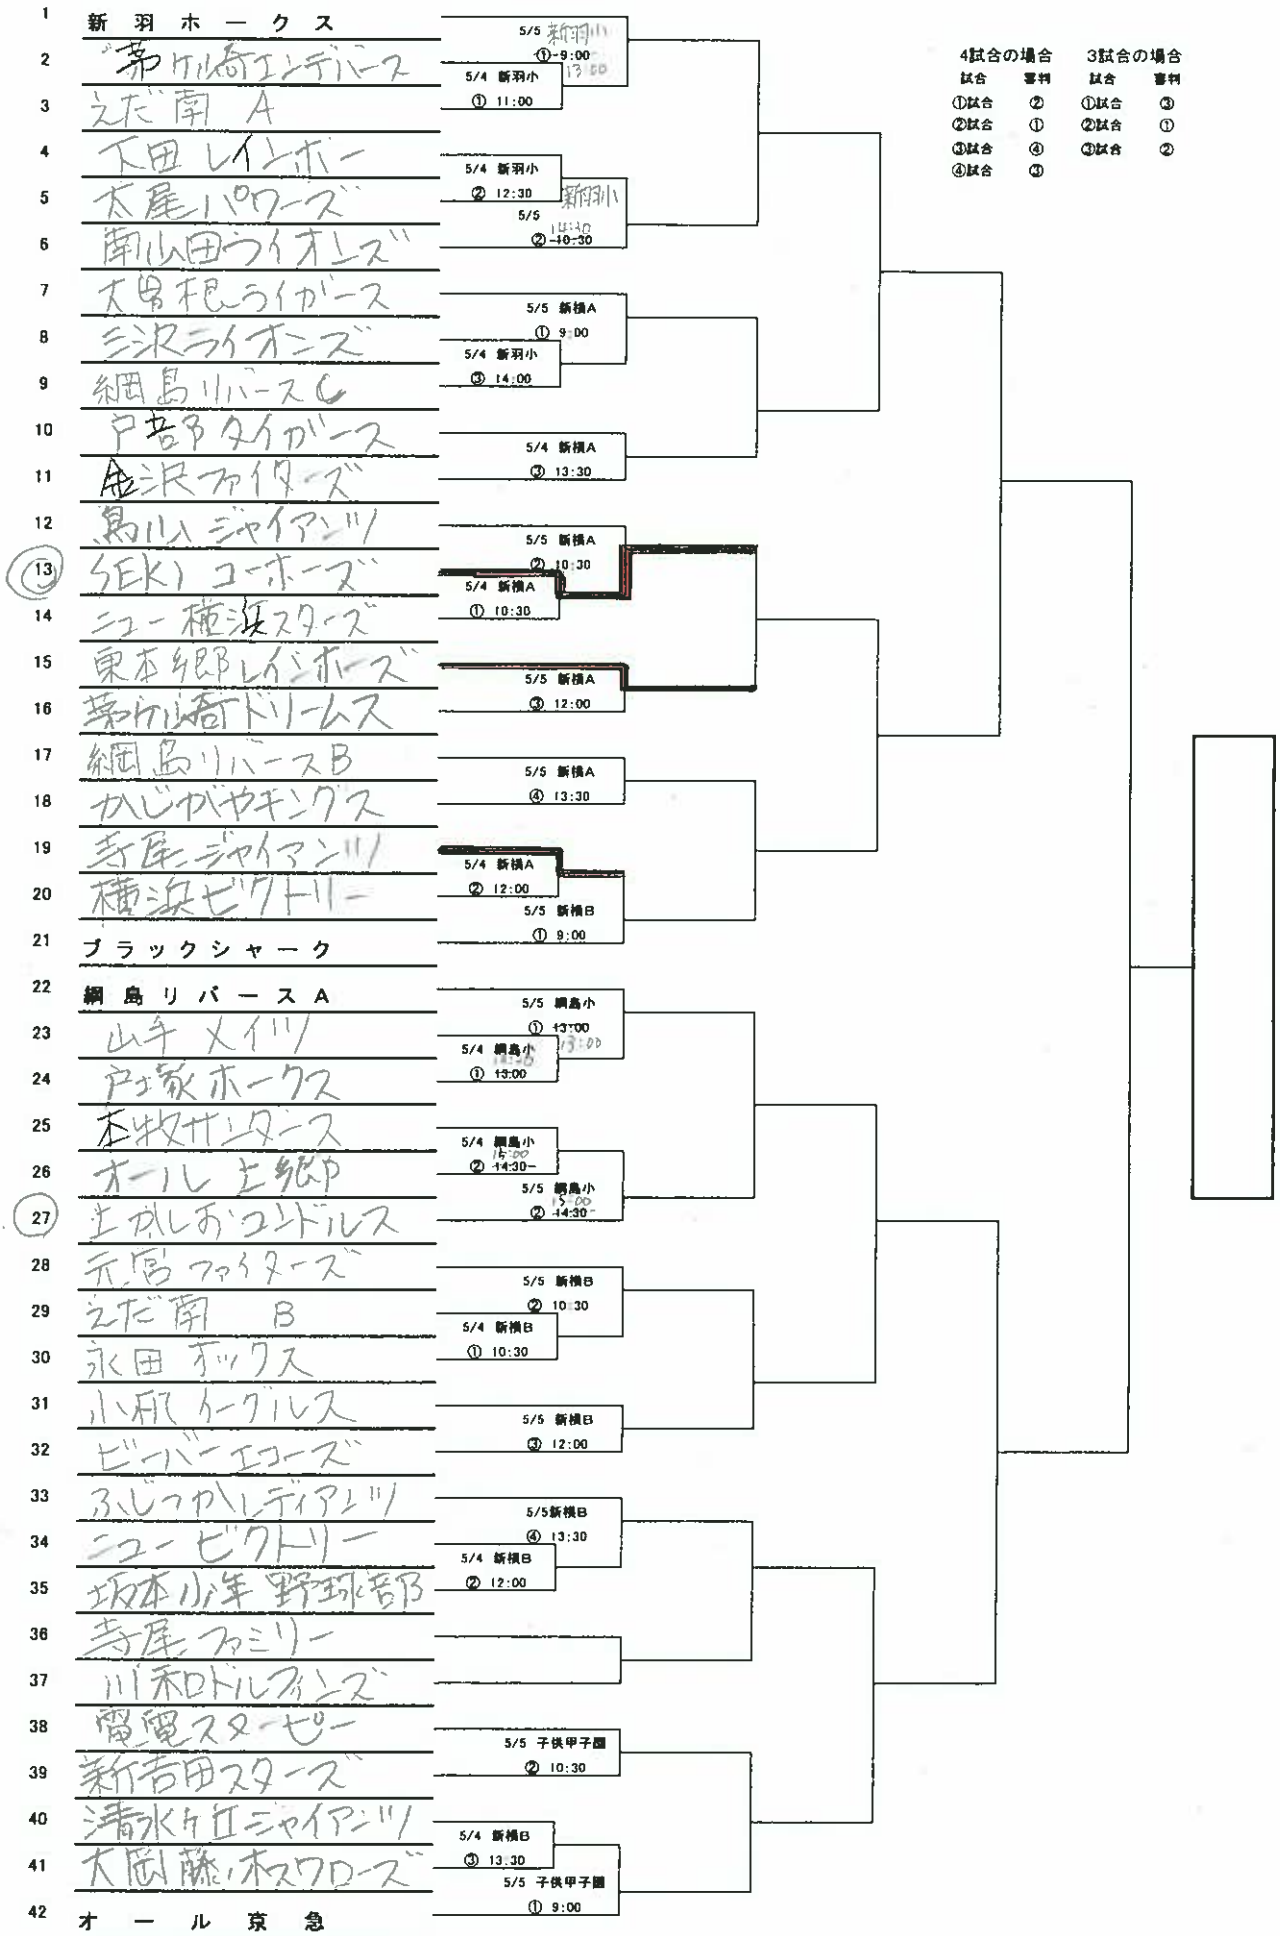 1 新羽ホークス
2 茅ケ崎エンデバース
3 えだ南 A
4 下田レインボー
5 太尾パワーズ
6 南山田ライオンズ
7 大曽根ライガース
8 三沢ライオンズ
9 綱島リバースC
10 戸部タイガース
11 金沢ファイターズ
12 鳥川ジャイアンツ
13 SEKIコーホーズ
14 ニュー横浜スターズ
15 東本郷レインボーズ
16 茅ケ崎ドリームス
17 綱島リバースB
18 かじがやキングス
19 寺尾ジャイアンツ
20 横浜ビクトリー
21 ブラックシャーク
22 綱島リバースA
23 山手メイツ
24 戸塚ホークス
25 本牧サンダース
26 オール上郷
27 上かしおコンドルス
28 元宮ファイターズ
29 えだ南 B
30 永田オックス
31 小机イーグルス
32 ビーバーエコーズ
33 ふじつかレディアンツ
34 ニュービクトリー
35 坂本少年野球部
36 寺尾ファミリー
37 川和ドルフィンズ
38 雷電スタービー
39 新吉田スターズ
40 清水ケ丘ジャイアンツ
41 大岡藤ノ木スワローズ
42 オール京急
5/5 新羽小
① 9:00
13:00
5/4 新羽小
① 11:00
5/4 新羽小
② 12:30
新羽小
5/5
14:30
② 10:30
5/5 新横A
① 9:00
5/4 新羽小
③ 14:00
5/4 新横A
③ 13:30
5/5 新横A
② 10:30
5/4 新横A
① 10:30
5/5 新横A
③ 12:00
5/5 新横A
④ 13:30
5/4 新横A
② 12:00
5/5 新横B
① 9:00
5/5 綱島小
① 13:00
13:00
5/4 綱島小
① 13:00
5/4 綱島小
15:00
② 14:30
5/5 綱島小
15:00
② 14:30
5/5 新横B
② 10:30
5/4 新横B
① 10:30
5/5 新横B
③ 12:00
5/5新横B
④ 13:30
5/4 新横B
② 12:00
5/5 子供甲子園
② 10:30
5/4 新横B
③ 13:30
5/5 子供甲子園
① 9:00
4試合の場合 3試合の場合
試合 審判 試合 審判
①試合 ② ①試合 ③
②試合 ① ②試合 ①
③試合 ④ ③試合 ②
④試合 ③